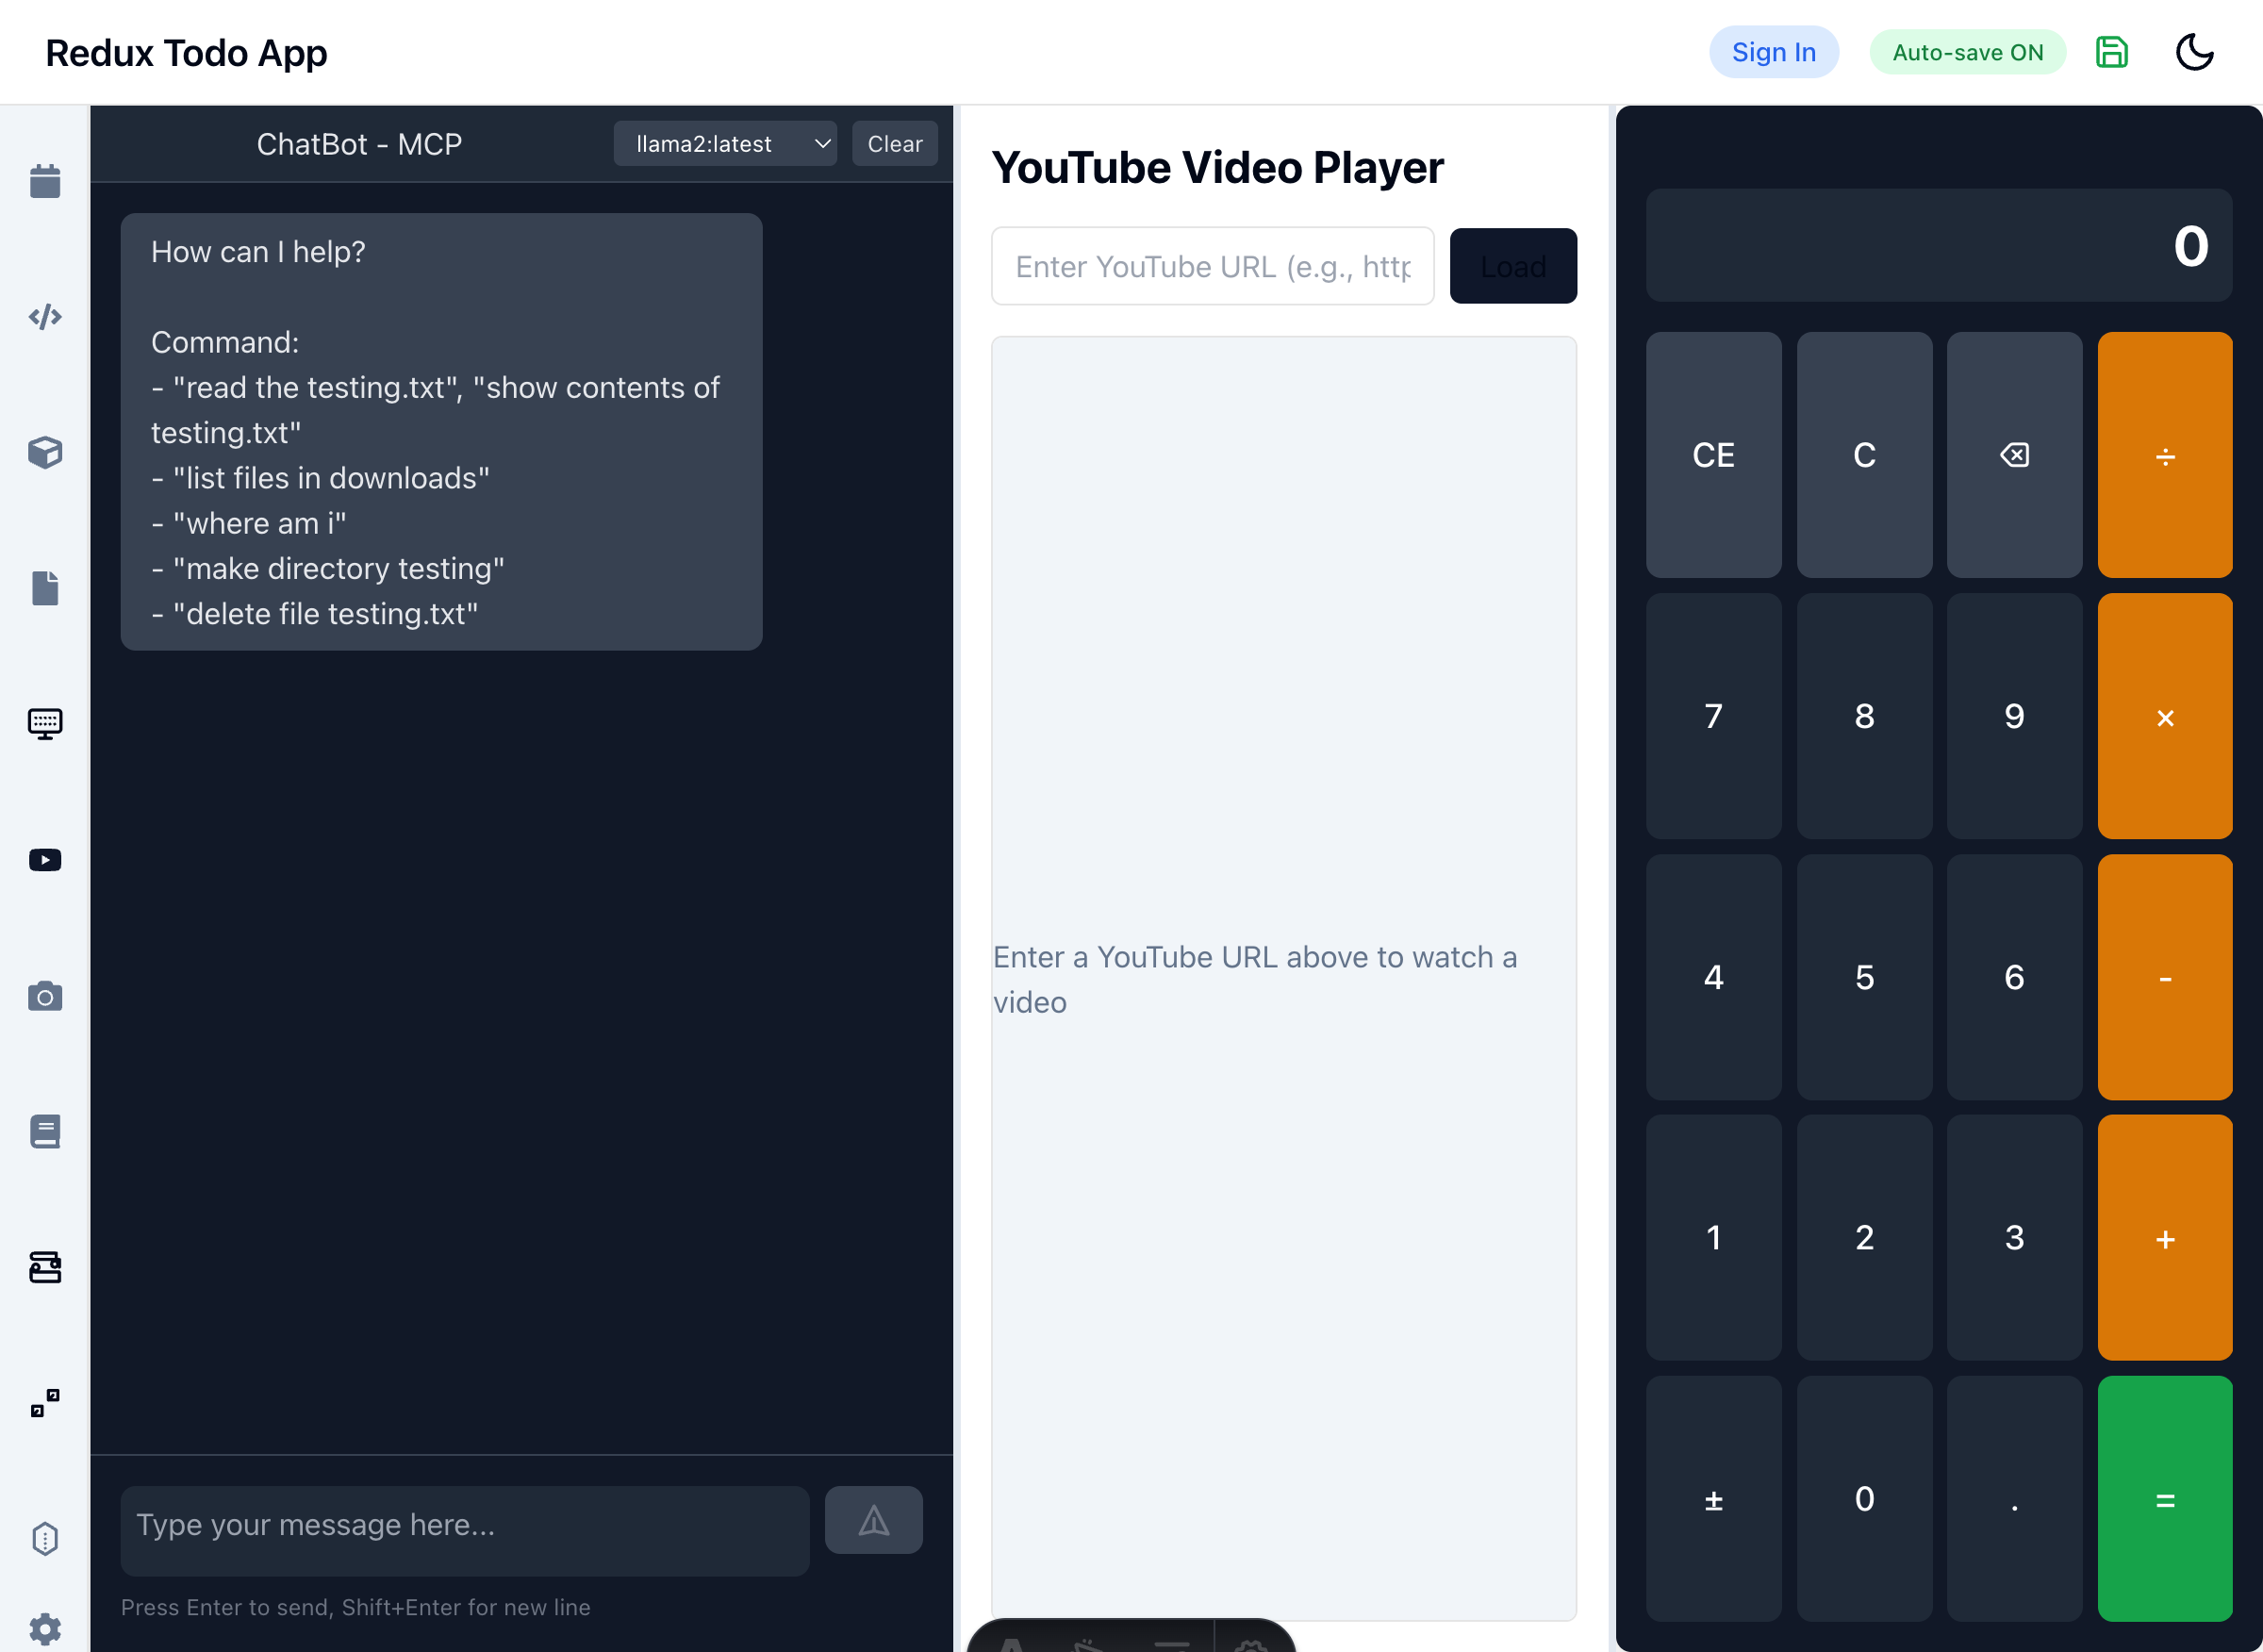 Redux Todo App
Sign In
Auto-save ON
ChatBot - MCP
llama2:latest
Clear
How can I help?
Command:
- "read the testing.txt", "show contents of
testing.txt"
- "list files in downloads"
- "where am i"
- "make directory testing"
- "delete file testing.txt"
Type your message here...
Press Enter to send, Shift+Enter for new line
YouTube Video Player
Enter YouTube URL (e.g., http
Load
Enter a YouTube URL above to watch a
video
0
CE C ÷
7 8 9 ×
4 5 6 -
1 2 3 +
± 0 . =